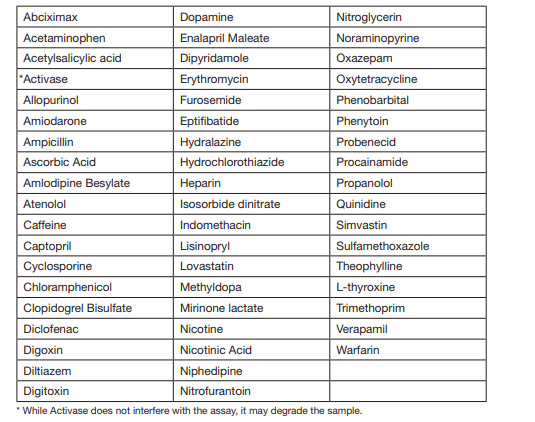 Abciximax Dopamine Nitroglycerin
Acetaminophen Enalapril Maleate Noraminopyrine
Acetylsalicylic acid Dipyridamole Oxazepam
*Activase Erythromycin Oxytetracycline
Allopurinol Furosemide Phenobarbital
Amiodarone Eptifibatide Phenytoin
Ampicillin Hydralazine Probenecid
Ascorbic Acid Hydrochlorothiazide Procainamide
Amlodipine Besylate Heparin Propanolol
Atenolol Isosorbide dinitrate Quinidine
Caffeine Indomethacin Simvastin
Captopril Lisinopryl Sulfamethoxazole
Cyclosporine Lovastatin Theophylline
Chloramphenicol Methyldopa L-thyroxine
Clopidogrel Bisulfate Mirinone lactate Trimethoprim
Diclofenac Nicotine Verapamil
Digoxin Nicotinic Acid Warfarin
Diltiazem Niphedipine
Digitoxin Nitrofurantoin
* While Activase does not interfere with the assay, it may degrade the sample.